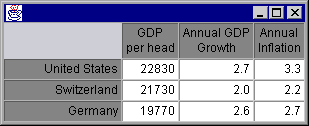 GDP per head Annual GDP Growth Annual Inflation
United States 22830 2.7 3.3
Switzerland 21730 2.0 2.2
Germany 19770 2.6 2.7